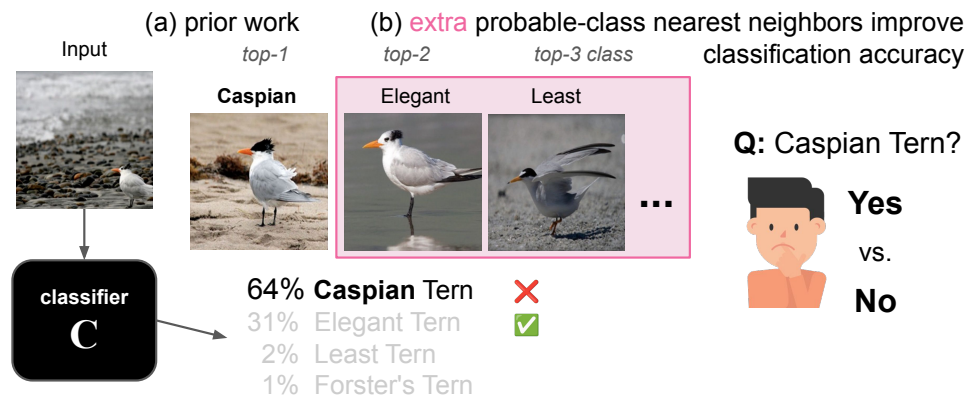 (a) prior work
(b) extra probable-class nearest neighbors improve
classification accuracy
Input
top-1
top-2
top-3 class
Caspian
Elegant
Least
...
Q: Caspian Tern?
Yes
vs.
No
classifier
C
64% Caspian Tern
31% Elegant Tern
2% Least Tern
1% Forster's Tern